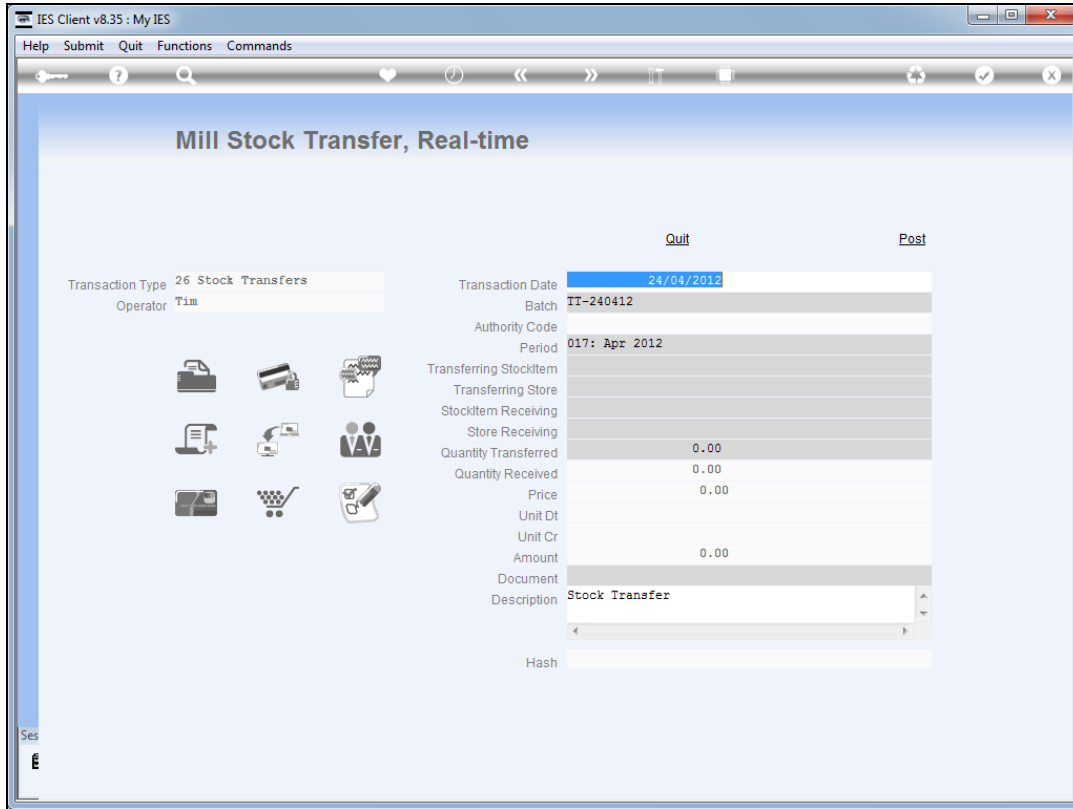 IES Client v8.35 : My IES
Help Submit Quit Functions Commands
Mill Stock Transfer, Real-time
Quit Post
Transaction Type 26 Stock Transfers
Operator Tim
Transaction Date 24/04/2012
Batch TT-240412
Authority Code
Period 017: Apr 2012
Transferring StockItem
Transferring Store
StockItem Receiving
Store Receiving
Quantity Transferred 0.00
Quantity Received 0.00
Price 0.00
Unit Dt
Unit Cr
Amount 0.00
Document
Description Stock Transfer
Hash
Ses